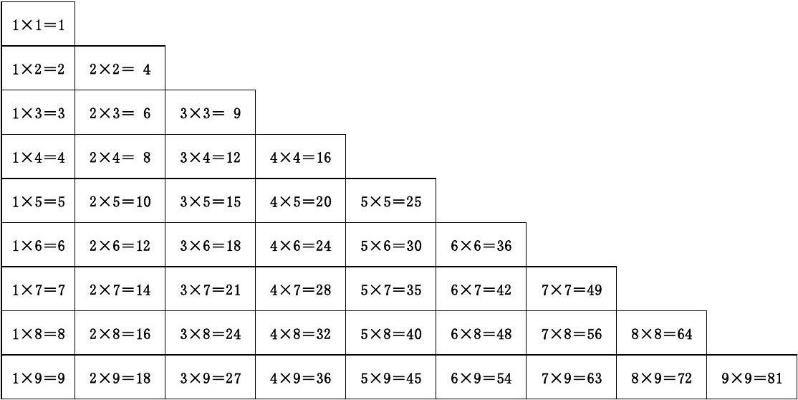 1×1=1
1×2=2 2×2= 4
1×3=3 2×3= 6 3×3= 9
1×4=4 2×4= 8 3×4=12 4×4=16
1×5=5 2×5=10 3×5=15 4×5=20 5×5=25
1×6=6 2×6=12 3×6=18 4×6=24 5×6=30 6×6=36
1×7=7 2×7=14 3×7=21 4×7=28 5×7=35 6×7=42 7×7=49
1×8=8 2×8=16 3×8=24 4×8=32 5×8=40 6×8=48 7×8=56 8×8=64
1×9=9 2×9=18 3×9=27 4×9=36 5×9=45 6×9=54 7×9=63 8×9=72 9×9=81